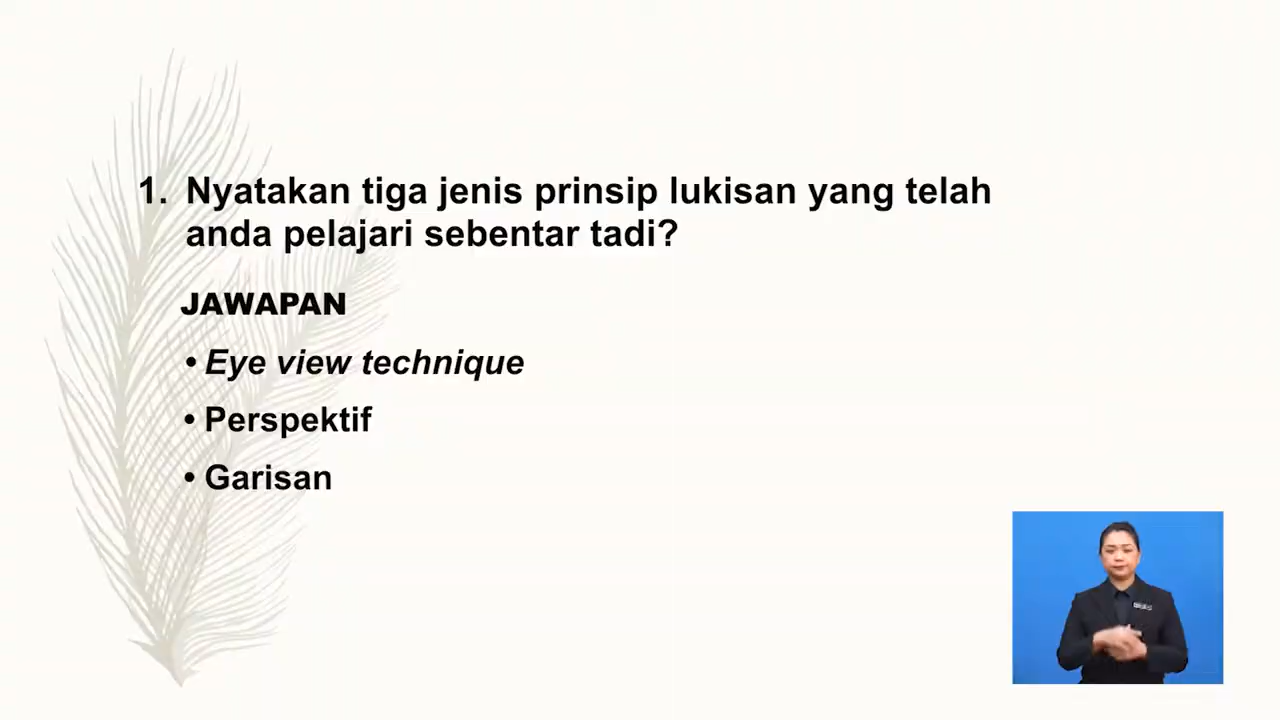 1. Nyatakan tiga jenis prinsip lukisan yang telah
anda pelajari sebentar tadi?
JAWAPAN
• Eye view technique
• Perspektif
• Garisan